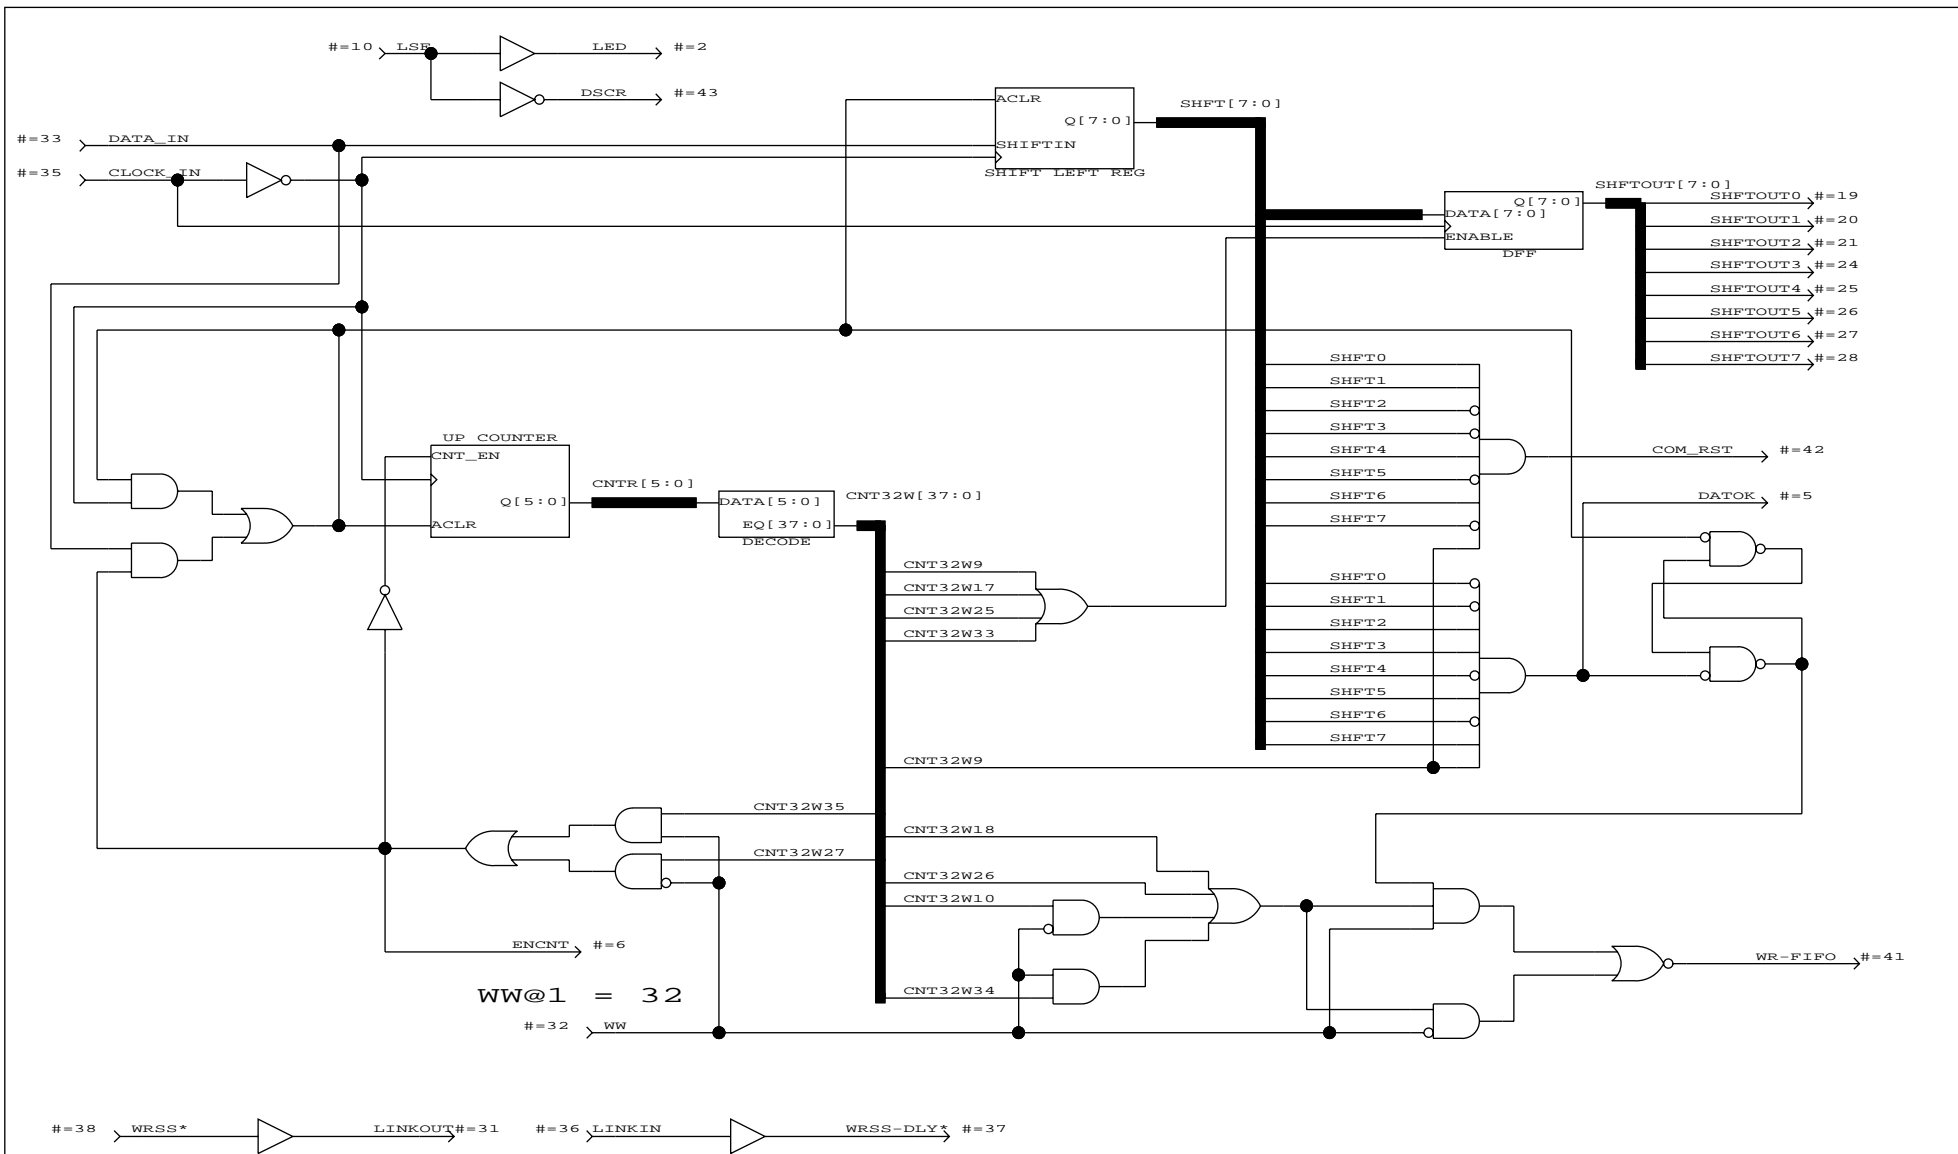 #=10 LSF LED #=2
DSCR #=43
ACLR SHFT[7:0]
Q[7:0]
#=33 DATA_IN SHIFTIN
#=35 CLOCK_IN SHIFT LEFT REG
SHFTOUT[7:0]
Q[7:0] SHFTOUT0 #=19
DATA[7:0]
SHFTOUT1 #=20
ENABLE
SHFTOUT2 #=21
DFF
SHFTOUT3 #=24
SHFTOUT4 #=25
SHFTOUT5 #=26
SHFTOUT6 #=27
SHFT0 SHFTOUT7 #=28
SHFT1
SHFT2
SHFT3
UP COUNTER
CNT_EN SHFT4 COM_RST #=42
SHFT5
CNTR[5:0]
Q[5:0] DATA[5:0] CNT32W[37:0] SHFT6 DATOK #=5
ACLR EQ[37:0] SHFT7
DECODE
CNT32W9
SHFT0
CNT32W17
SHFT1
CNT32W25
SHFT2
CNT32W33
SHFT3
SHFT4
SHFT5
SHFT6
SHFT7
CNT32W9
CNT32W35
CNT32W18
CNT32W27
CNT32W26
CNT32W10
ENCNT #=6
WR-FIFO #=41
CNT32W34
WW@1 = 32
#=32 WW
#=38 WRSS* LINKOUT #=31 #=36 LINKIN WRSS-DLY* #=37